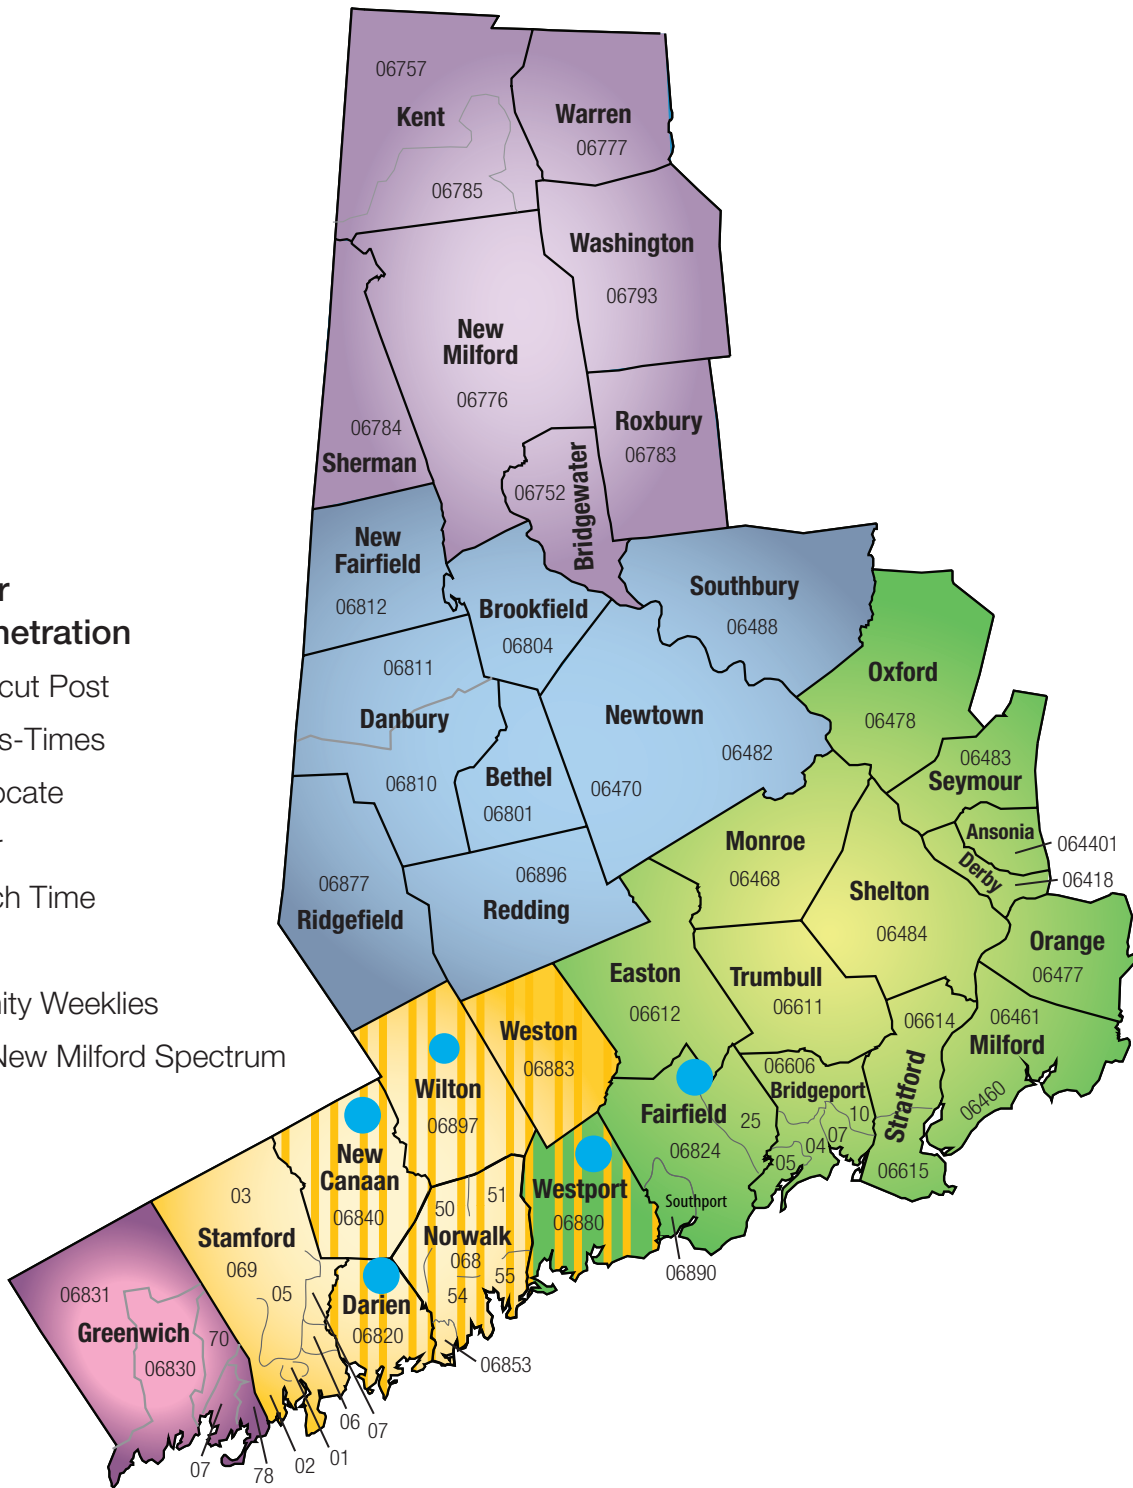 06757
Kent
06785
Warren
06777
Washington
06793
New
Milford
06776
06784
Sherman
Roxbury
06783
06752
Bridgewater
New
Fairfield
06812
Brookfield
06804
Southbury
06488
r
netration
cut Post
s-Times
ocate
r
ch Time
ity Weeklies
New Milford Spectrum
06811
Danbury
06810
Bethel
06801
Newtown
06482
06470
Oxford
06478
06483
Seymour
Ansonia
064401
Derby
06418
Monroe
06468
Shelton
06484
06877
Ridgefield
06896
Redding
Orange
06477
Easton
06612
Trumbull
06611
06614
Stratford
06615
06461
Milford
06460
Weston
06883
Wilton
06897
06606
Bridgeport
10
07
04
05
Fairfield
25
06824
Southport
06890
New
Canaan
06840
Westport
06880
03
Stamford
069
05
50
51
Norwalk
068
55
54
06853
Darien
06820
06831
Greenwich
70
06830
07
78
02
01
06
07